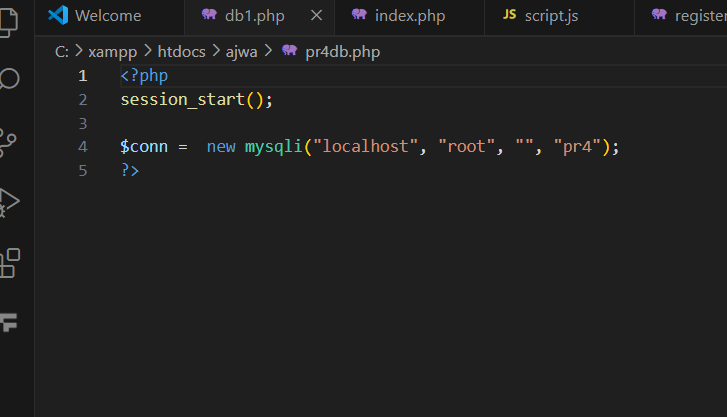 Welcome db1.php index.php JS script.js register
C: > xampp > htdocs > ajwa > pr4db.php
1 <?php
2 session_start();
3
4 $conn =  new mysqli("localhost", "root", "", "pr4");
5 ?>